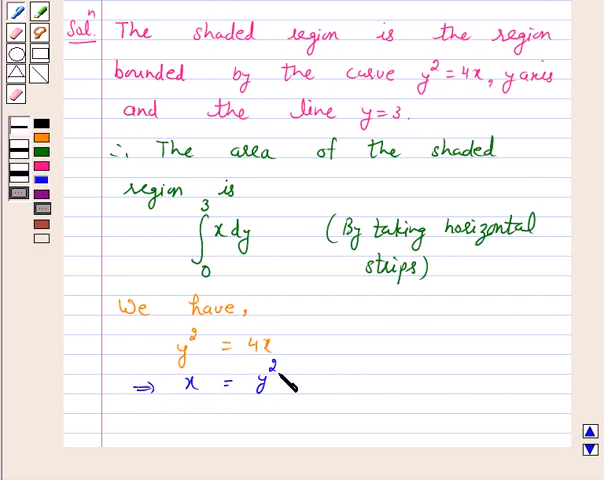 Solⁿ. The shaded region is the region
bounded by the curve y² = 4x, y axis
and the line y = 3.
∴ The area of the shaded
region is
∫₀³ x dy (By taking horizontal
strips)
We have,
y² = 4x
⇒ x = y²